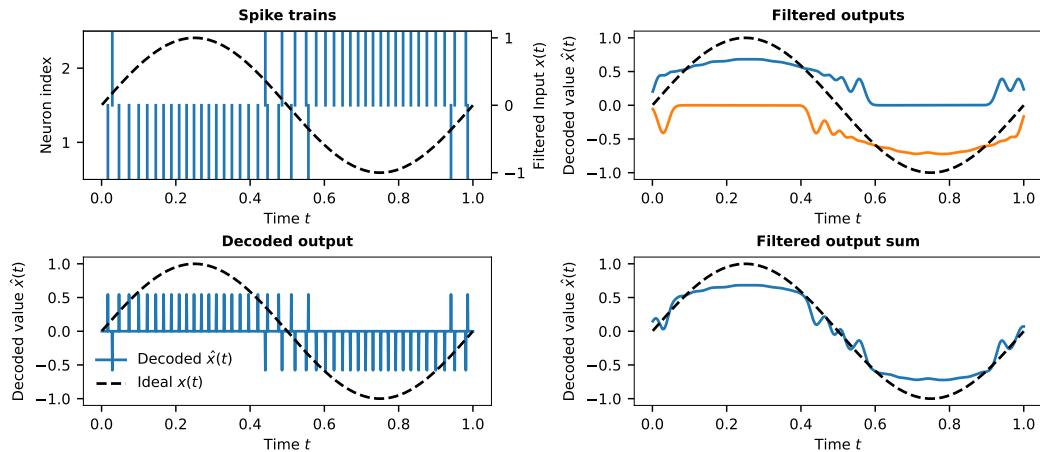 Spike trains
Neuron index
2
1
1
0
−1
Filtered Input x(t)
0.0 0.2 0.4 0.6 0.8 1.0
Time t
Filtered outputs
Decoded value x̂(t)
1.0
0.5
0.0
−0.5
−1.0
0.0 0.2 0.4 0.6 0.8 1.0
Time t
Decoded output
Decoded value x̂(t)
1.0
0.5
0.0
−0.5
−1.0
Decoded x̂(t)
Ideal x(t)
0.0 0.2 0.4 0.6 0.8 1.0
Time t
Filtered output sum
Decoded value x̂(t)
1.0
0.5
0.0
−0.5
−1.0
0.0 0.2 0.4 0.6 0.8 1.0
Time t